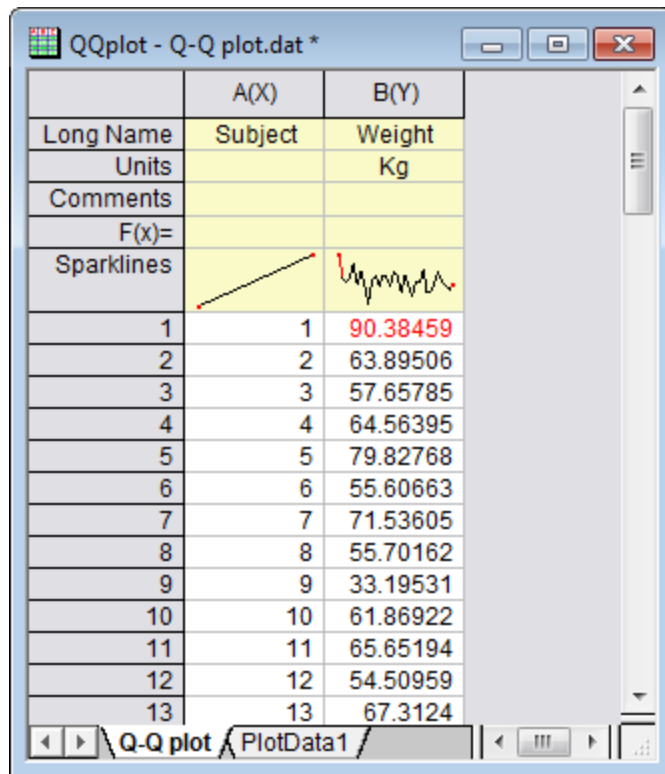 QQplot - Q-Q plot.dat *
A(X) B(Y)
Long Name Subject Weight
Units Kg
Comments
F(x)=
Sparklines
1 1 90.38459
2 2 63.89506
3 3 57.65785
4 4 64.56395
5 5 79.82768
6 6 55.60663
7 7 71.53605
8 8 55.70162
9 9 33.19531
10 10 61.86922
11 11 65.65194
12 12 54.50959
13 13 67.3124
Q-Q plot PlotData1